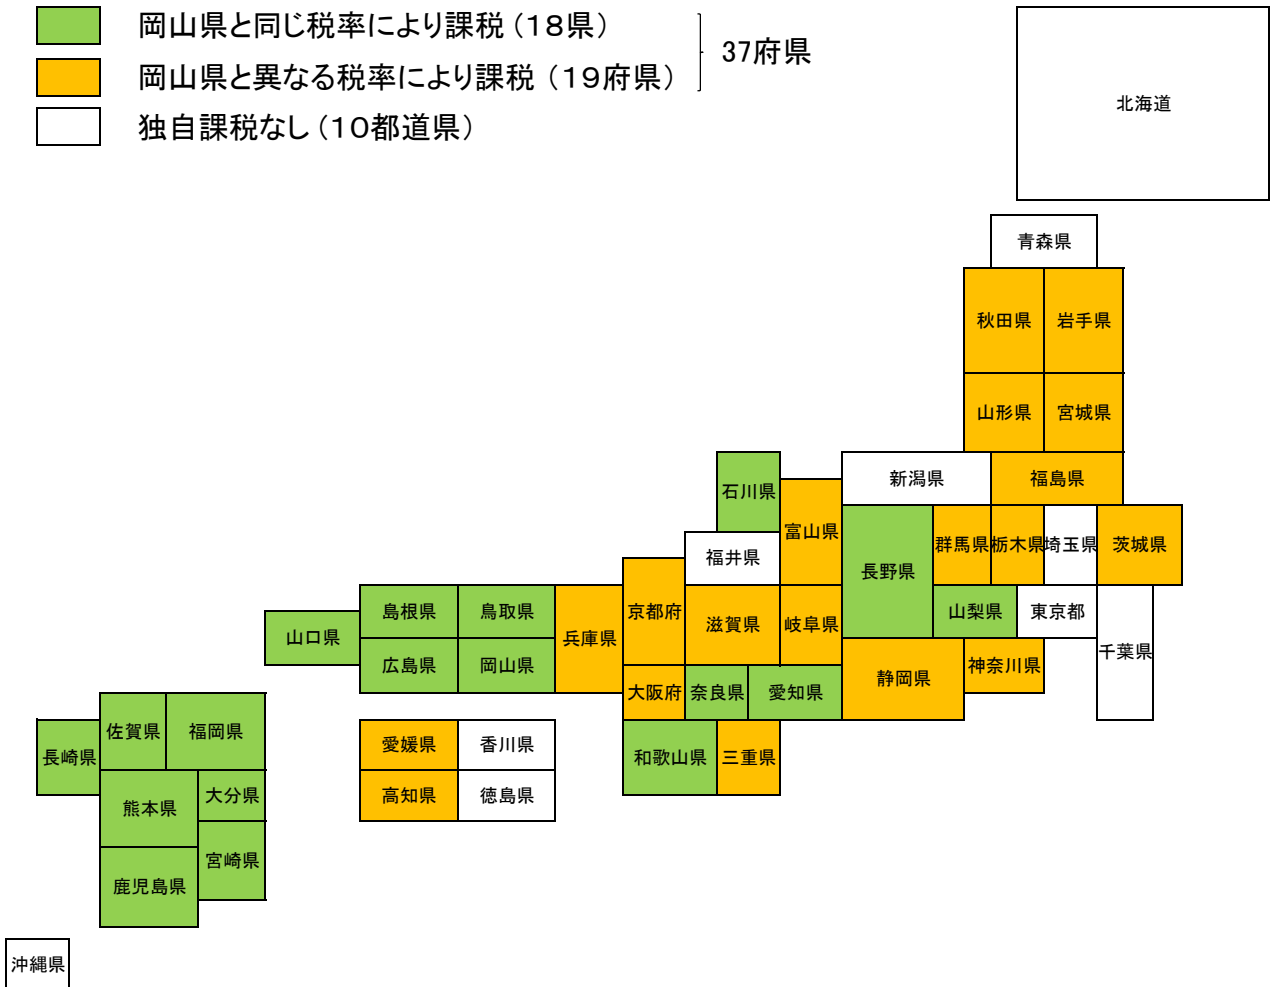 岡山県と同じ税率により課税（１８県）
岡山県と異なる税率により課税（１９府県）
37府県
独自課税なし（１０都道県）
北海道
青森県
秋田県
岩手県
山形県
宮城県
石川県
新潟県
福島県
富山県
福井県
長野県
群馬県
栃木県
埼玉県
茨城県
山口県
島根県
鳥取県
兵庫県
京都府
滋賀県
岐阜県
山梨県
東京都
千葉県
広島県
岡山県
大阪府
奈良県
愛知県
静岡県
神奈川県
長崎県
佐賀県
福岡県
愛媛県
香川県
和歌山県
三重県
熊本県
大分県
高知県
徳島県
宮崎県
鹿児島県
沖縄県